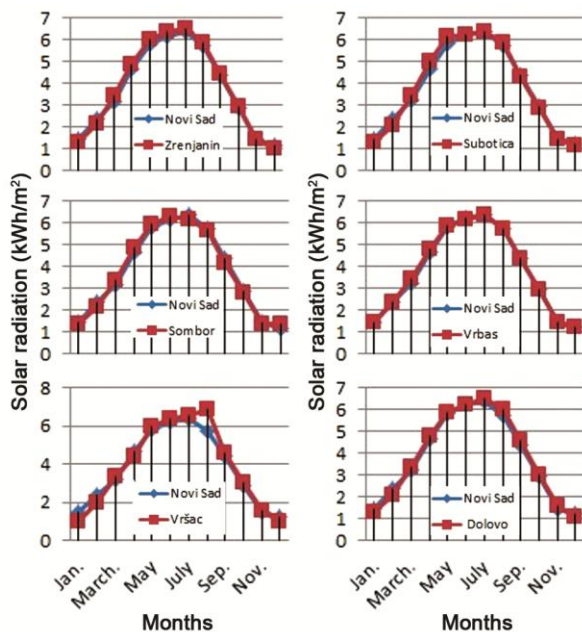 7
6
5
4
3
2
1
0
Novi Sad
Zrenjanin
7
6
5
4
3
2
1
0
Novi Sad
Subotica
7
6
5
4
3
2
1
0
Novi Sad
Sombor
7
6
5
4
3
2
1
0
Novi Sad
Vrbas
8
6
4
2
0
Novi Sad
Vršac
7
6
5
4
3
2
1
0
Novi Sad
Dolovo
Solar radiation (kWh/m²)
Solar radiation (kWh/m²)
Jan.
March.
May
July
Sep.
Nov.
Jan.
March.
May
July
Sep.
Nov.
Months
Months